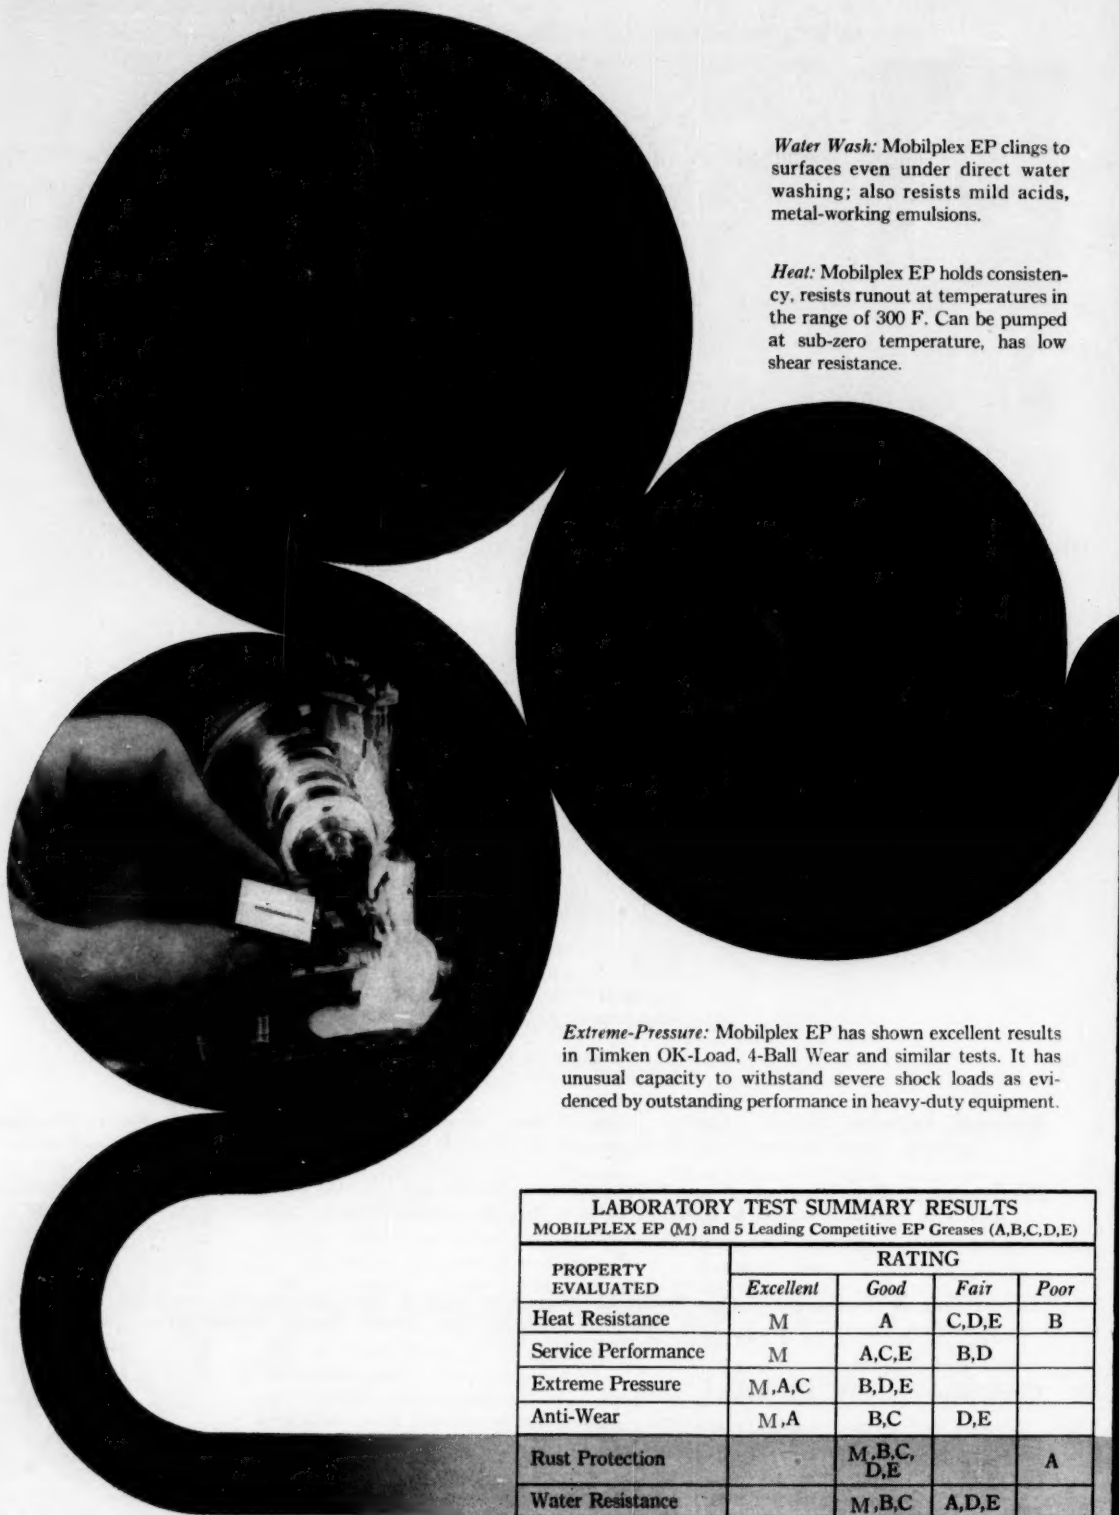 Water Wash: Mobilplex EP clings to
surfaces even under direct water
washing; also resists mild acids,
metal-working emulsions.
Heat: Mobilplex EP holds consisten-
cy, resists runout at temperatures in
the range of 300 F. Can be pumped
at sub-zero temperature, has low
shear resistance.
Extreme-Pressure: Mobilplex EP has shown excellent results
in Timken OK-Load, 4-Ball Wear and similar tests. It has
unusual capacity to withstand severe shock loads as evi-
denced by outstanding performance in heavy-duty equipment.
LABORATORY TEST SUMMARY RESULTS
MOBILPLEX EP (M) and 5 Leading Competitive EP Greases (A,B,C,D,E)
PROPERTY EVALUATED RATING
Excellent Good Fair Poor
Heat Resistance M A C,D,E B
Service Performance M A,C,E B,D
Extreme Pressure M,A,C B,D,E
Anti-Wear M,A B,C D,E
Rust Protection M,B,C, D,E A
Water Resistance M,B,C A,D,E